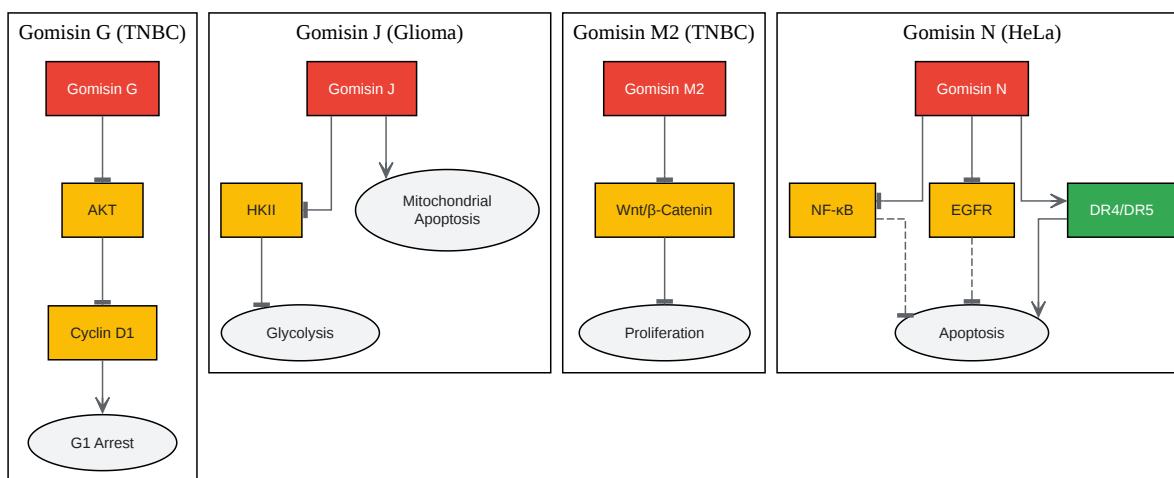 Gomisin G (TNBC)
Gomisin G
AKT
Cyclin D1
G1 Arrest
Gomisin J (Glioma)
Gomisin J
HKII
Mitochondrial
Apoptosis
Glycolysis
Gomisin M2 (TNBC)
Gomisin M2
Wnt/β-Catenin
Proliferation
Gomisin N (HeLa)
Gomisin N
NF-κB
EGFR
DR4/DR5
Apoptosis